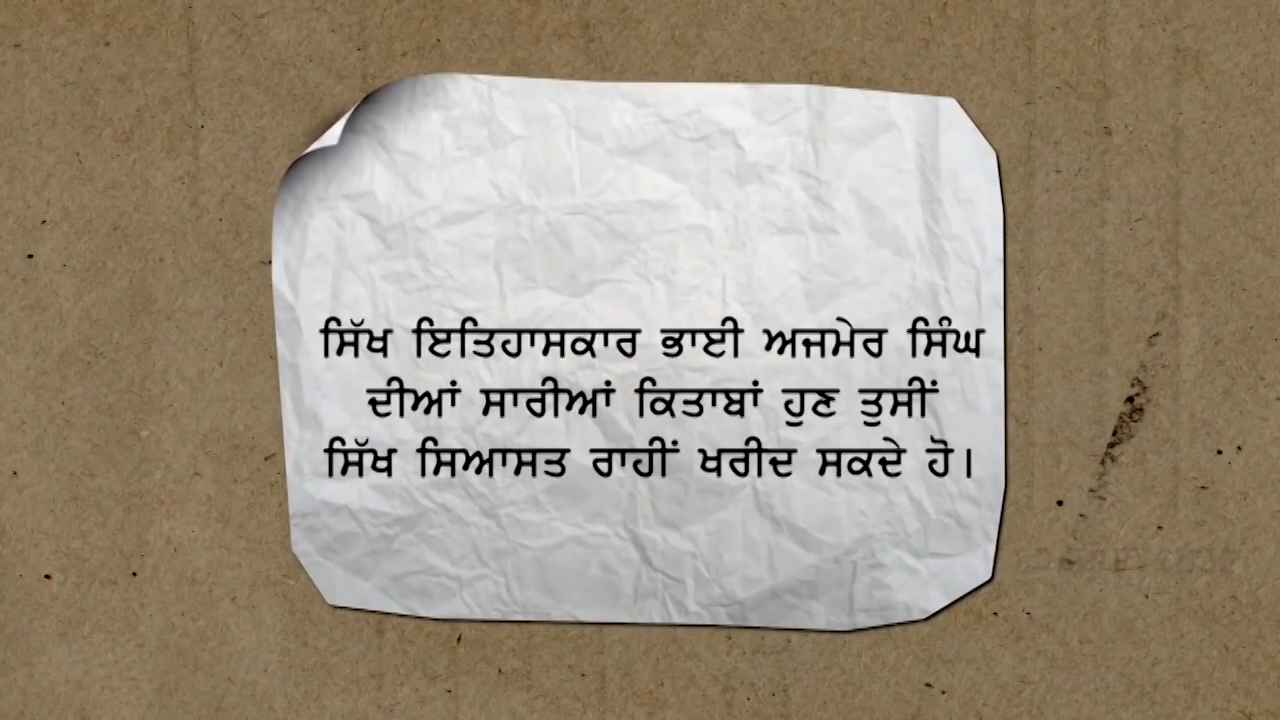 ਸਿੱਖ ਇਤਿਹਾਸਕਾਰ ਭਾਈ ਅਜਮੇਰ ਸਿੰਘ
ਦੀਆਂ ਸਾਰੀਆਂ ਕਿਤਾਬਾਂ ਹੁਣ ਤੁਸੀਂ
ਸਿੱਖ ਸਿਆਸਤ ਰਾਹੀਂ ਖਰੀਦ ਸਕਦੇ ਹੋ।